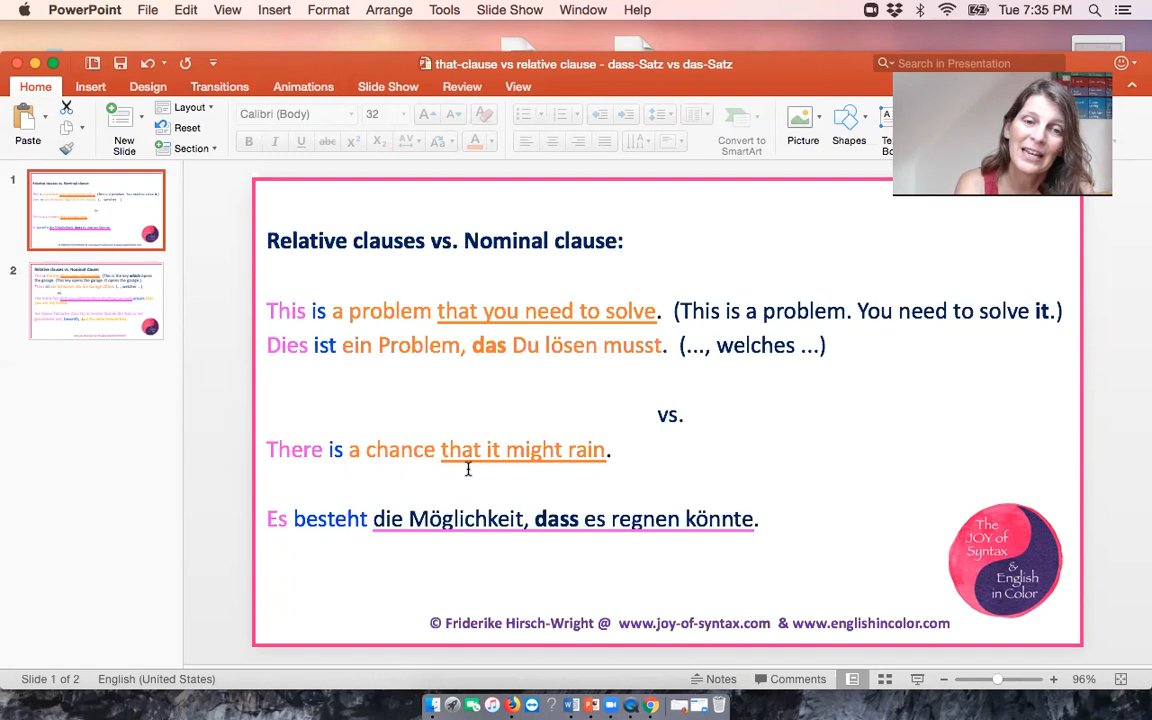 PowerPoint File Edit View Insert Format Arrange Tools Slide Show Window Help Tue 7:35 PM
that-clause vs relative clause - dass-Satz vs das-Satz
Search in Presentation
Home Insert Design Transitions Animations Slide Show Review View
Paste
New Slide
Layout
Reset
Section
Calibri (Body) 32
Convert to SmartArt
Picture
Shapes
1
2
Relative clauses vs. Nominal clause:
This is a problem that you need to solve. (This is a problem. You need to solve it.)
Dies ist ein Problem, das Du lösen musst. (..., welches ...)
vs.
There is a chance that it might rain.
Es besteht die Möglichkeit, dass es regnen könnte.
The
JOY of
Syntax
&
English
in
Color
© Friderike Hirsch-Wright @ www.joy-of-syntax.com & www.englishincolor.com
Slide 1 of 2 English (United States) Notes Comments 96%